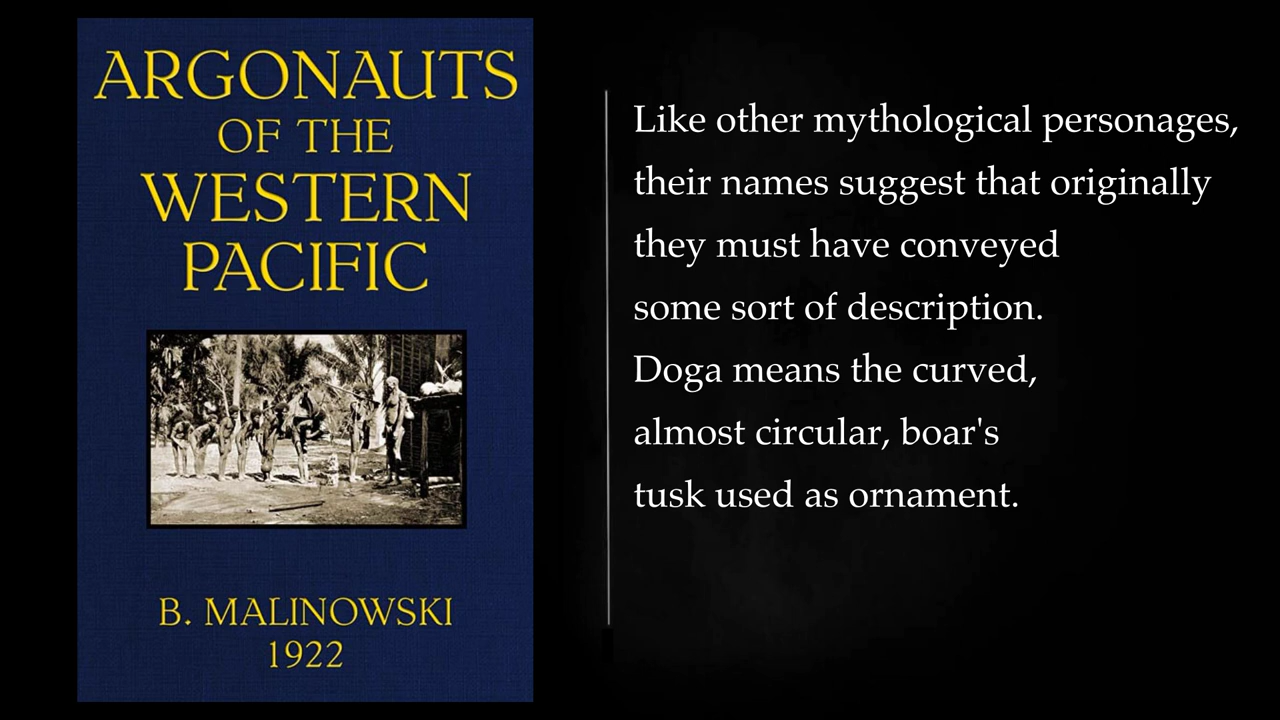 ARGONAUTS
OF THE
WESTERN
PACIFIC
B. MALINOWSKI
1922
Like other mythological personages,
their names suggest that originally
they must have conveyed
some sort of description.
Doga means the curved,
almost circular, boar's
tusk used as ornament.